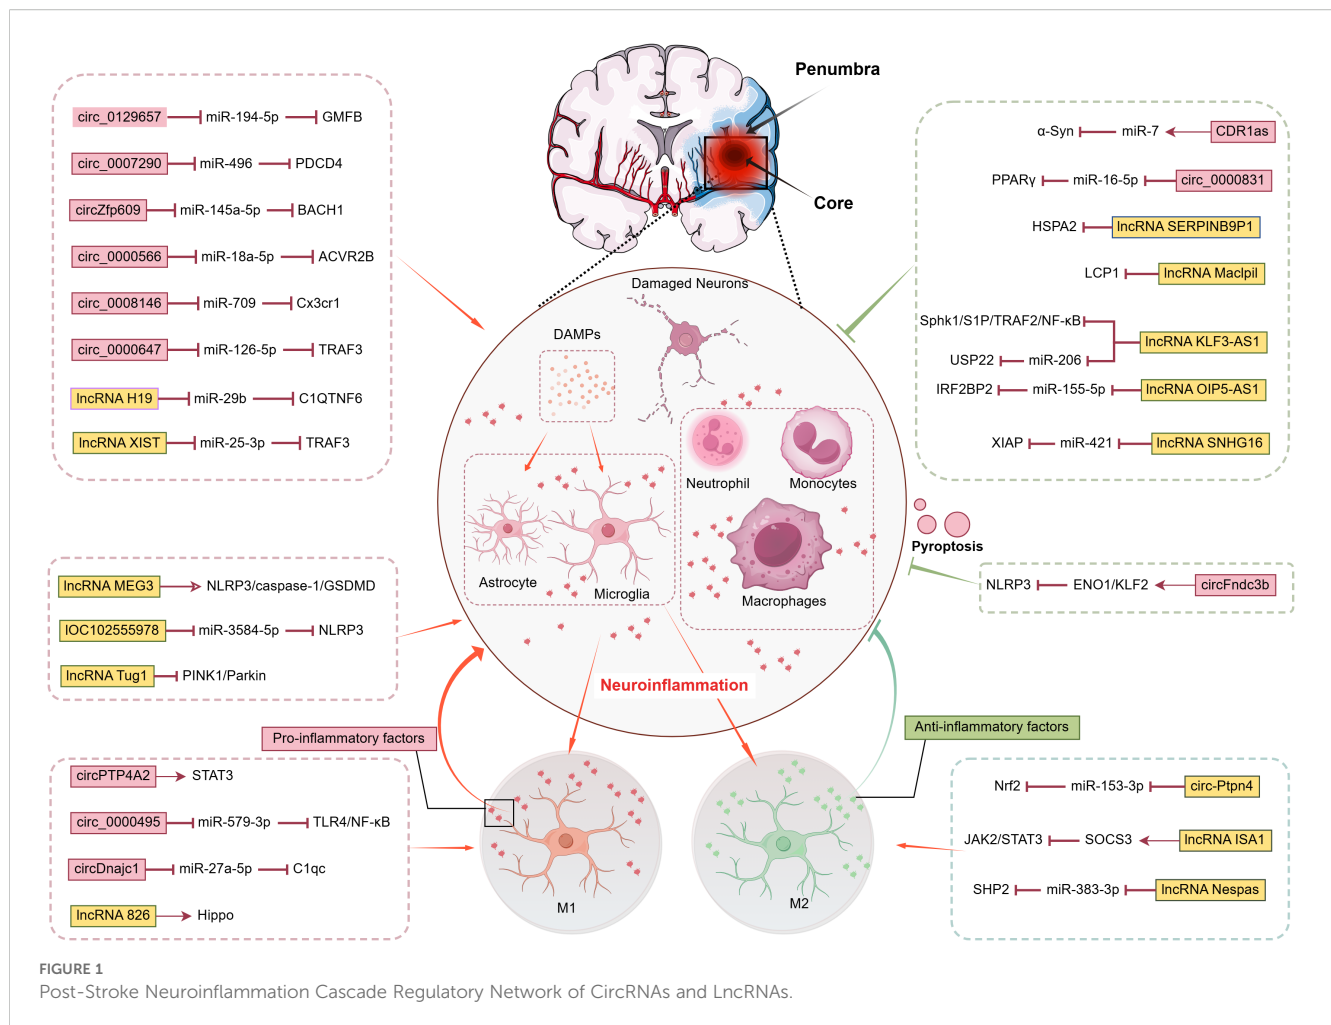 Penumbra
Core
circ_0129657 miR-194-5p GMFB
circ_0007290 miR-496 PDCD4
circZfp609 miR-145a-5p BACH1
circ_0000566 miR-18a-5p ACVR2B
circ_0008146 miR-709 Cx3cr1
circ_0000647 miR-126-5p TRAF3
lncRNA H19 miR-29b C1QTNF6
lncRNA XIST miR-25-3p TRAF3
α-Syn miR-7 CDR1as
PPARγ miR-16-5p circ_0000831
HSPA2 lncRNA SERPINB9P1
LCP1 lncRNA Maclpil
Sphk1/S1P/TRAF2/NF-κB
lncRNA KLF3-AS1
USP22 miR-206
IRF2BP2 miR-155-5p lncRNA OIP5-AS1
XIAP miR-421 lncRNA SNHG16
Damaged Neurons
DAMPs
Neutrophil
Monocytes
Astrocyte
Microglia
Macrophages
Neuroinflammation
Pyroptosis
NLRP3 ENO1/KLF2 circFndc3b
lncRNA MEG3 NLRP3/caspase-1/GSDMD
lOC102555978 miR-3584-5p NLRP3
lncRNA Tug1 PINK1/Parkin
Pro-inflammatory factors
Anti-inflammatory factors
circPTP4A2 STAT3
circ_0000495 miR-579-3p TLR4/NF-κB
circDnajc1 miR-27a-5p C1qc
lncRNA 826 Hippo
M1
M2
Nrf2 miR-153-3p circ-Ptpn4
JAK2/STAT3 SOCS3 lncRNA ISA1
SHP2 miR-383-3p lncRNA Nespas
FIGURE 1
Post-Stroke Neuroinflammation Cascade Regulatory Network of CircRNAs and LncRNAs.